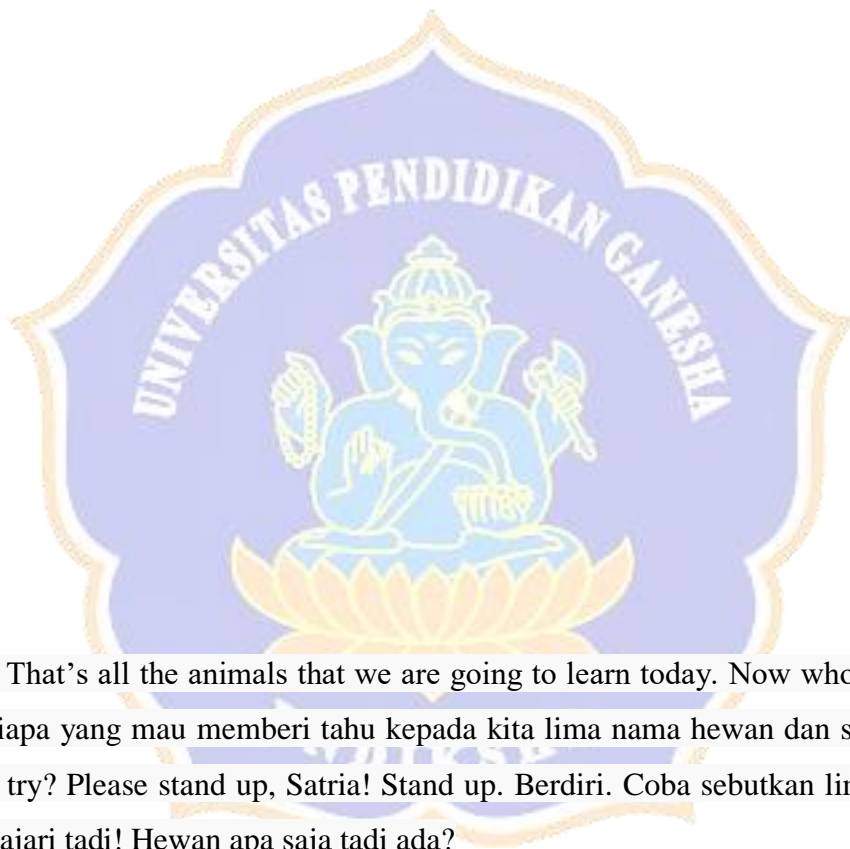 UNIVERSITAS PENDIDIKAN GANESHA
That’s all the animals that we are going to learn today. Now who
iapa yang mau memberi tahu kepada kita lima nama hewan dan s
try? Please stand up, Satria! Stand up. Berdiri. Coba sebutkan li
ajari tadi! Hewan apa saja tadi ada?